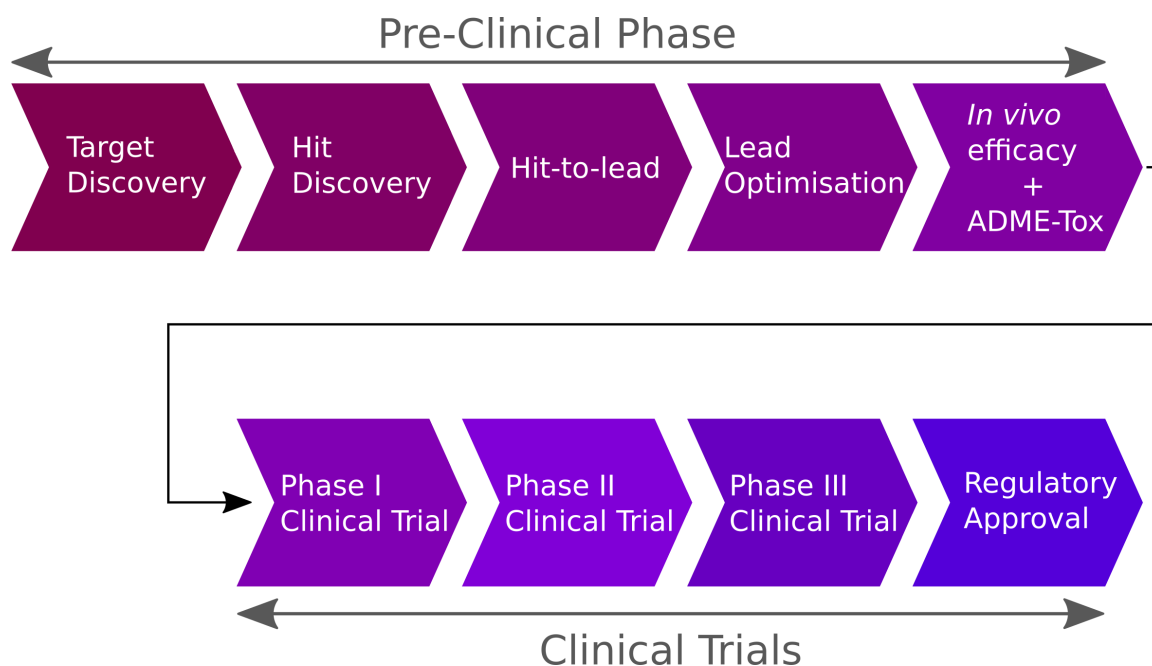 Pre-Clinical Phase
Target
Discovery
Hit
Discovery
Hit-to-lead
Lead
Optimisation
In vivo
efficacy
+
ADME-Tox
Phase I
Clinical Trial
Phase II
Clinical Trial
Phase III
Clinical Trial
Regulatory
Approval
Clinical Trials